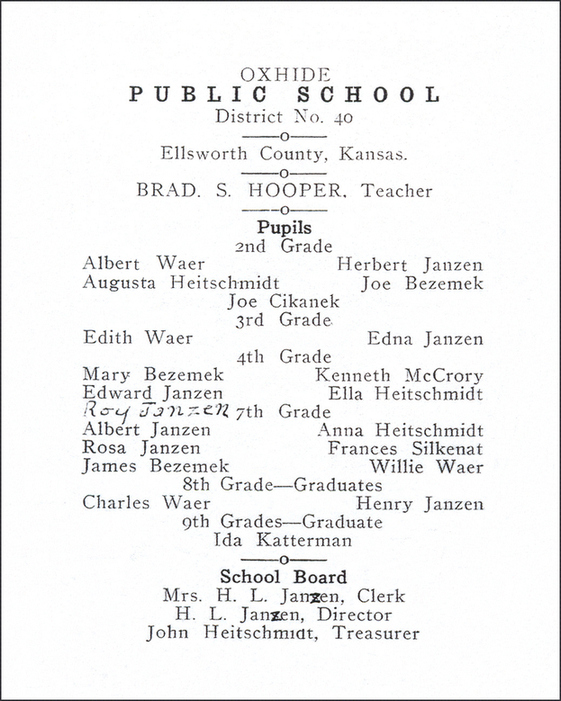 OXHIDE
PUBLIC SCHOOL
District No. 40
—o—
Ellsworth County, Kansas.
—o—
BRAD. S. HOOPER, Teacher
—o—
Pupils
2nd Grade
Albert Waer Herbert Janzen
Augusta Heitschmidt Joe Bezemek
Joe Cikanek
3rd Grade
Edith Waer Edna Janzen
4th Grade
Mary Bezemek Kenneth McCrory
Edward Janzen Ella Heitschmidt
Roy Janzen 7th Grade
Albert Janzen Anna Heitschmidt
Rosa Janzen Frances Silkenat
James Bezemek Willie Waer
8th Grade—Graduates
Charles Waer Henry Janzen
9th Grades—Graduate
Ida Katterman
—o—
School Board
Mrs. H. L. Janzen, Clerk
H. L. Janzen, Director
John Heitschmidt, Treasurer